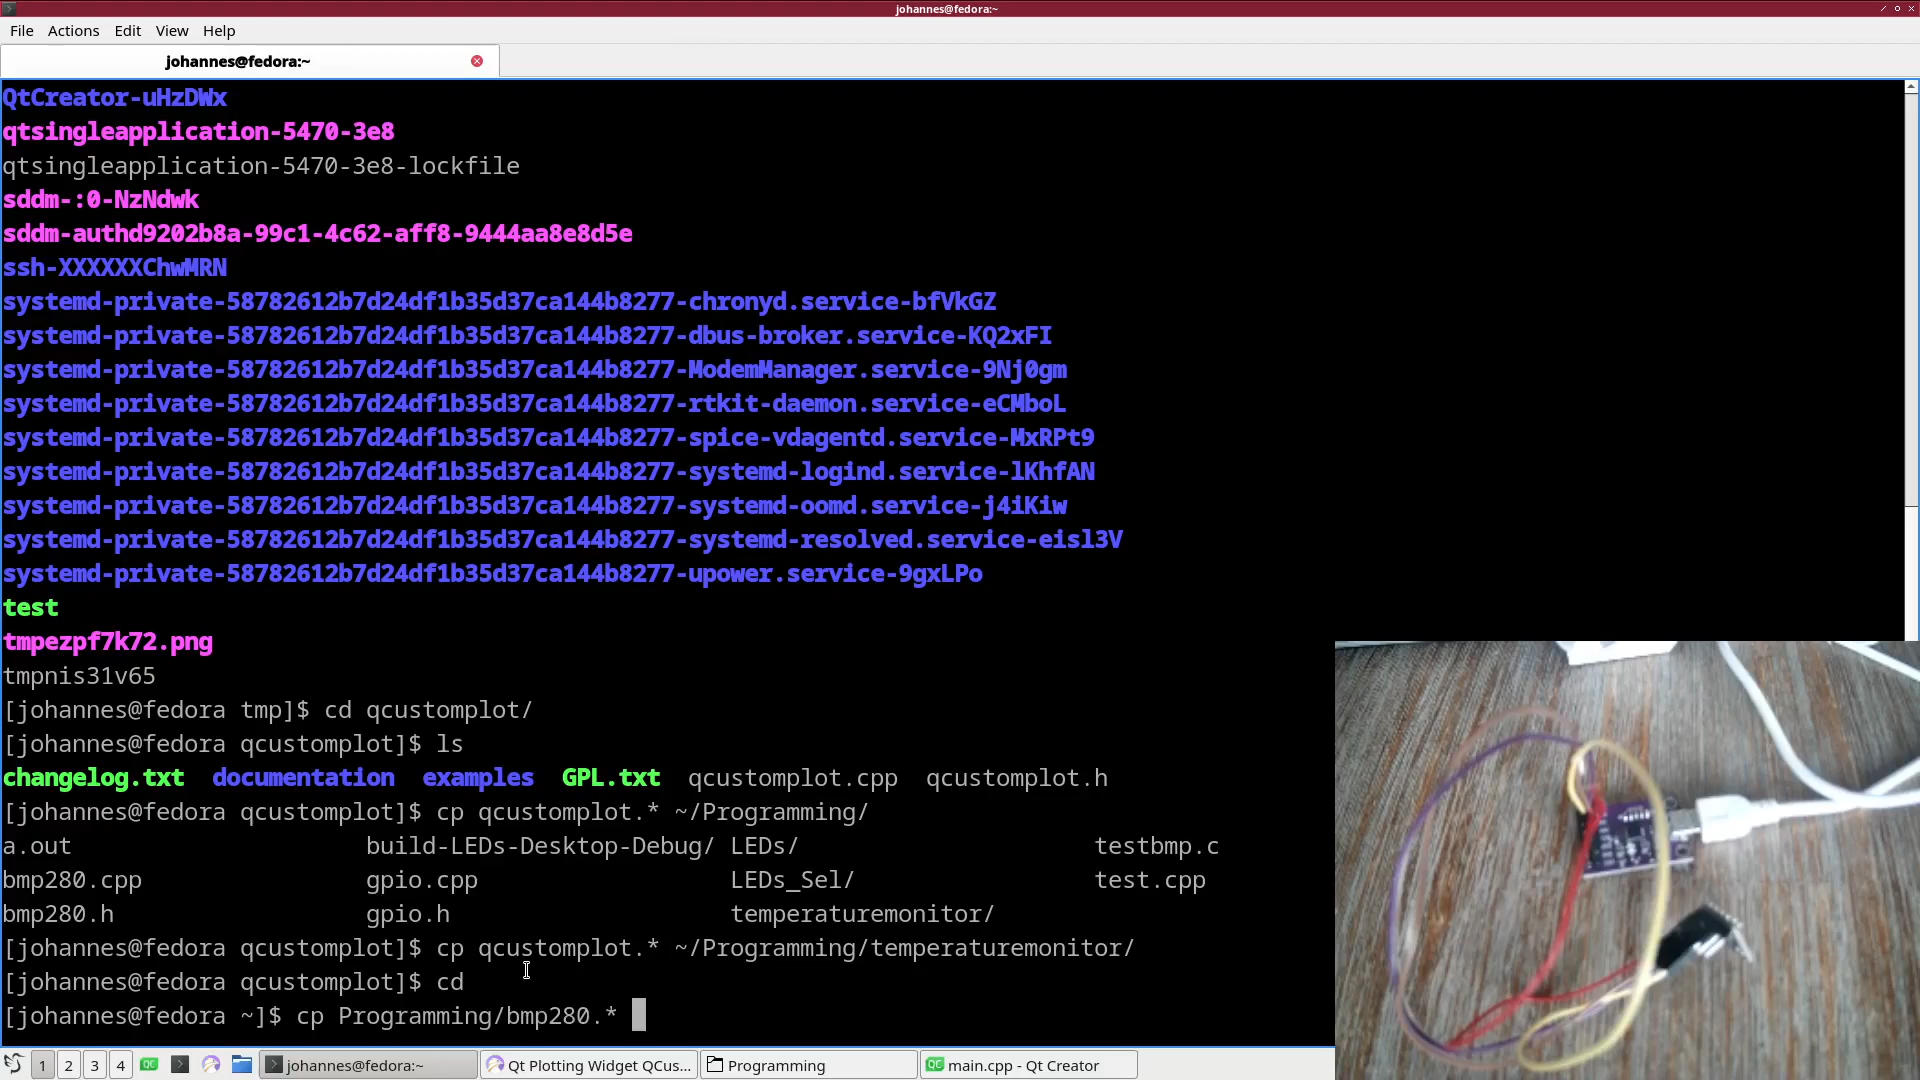 johannes@fedora:~
File Actions Edit View Help
johannes@fedora:~
QtCreator-uHzDWx
qtsingleapplication-5470-3e8
qtsingleapplication-5470-3e8-lockfile
sddm-:0-NzNdwk
sddm-authd9202b8a-99c1-4c62-aff8-9444aa8e8d5e
ssh-XXXXXXChwMRN
systemd-private-58782612b7d24df1b35d37ca144b8277-chronyd.service-bfVkGZ
systemd-private-58782612b7d24df1b35d37ca144b8277-dbus-broker.service-KQ2xFI
systemd-private-58782612b7d24df1b35d37ca144b8277-ModemManager.service-9Nj0gm
systemd-private-58782612b7d24df1b35d37ca144b8277-rtkit-daemon.service-eCMboL
systemd-private-58782612b7d24df1b35d37ca144b8277-spice-vdagentd.service-MxRPt9
systemd-private-58782612b7d24df1b35d37ca144b8277-systemd-logind.service-lKhfAN
systemd-private-58782612b7d24df1b35d37ca144b8277-systemd-oomd.service-j4iKiw
systemd-private-58782612b7d24df1b35d37ca144b8277-systemd-resolved.service-eisl3V
systemd-private-58782612b7d24df1b35d37ca144b8277-upower.service-9gxLPo
test
tmpezpf7k72.png
tmpnis31v65
[johannes@fedora tmp]$ cd qcustomplot/
[johannes@fedora qcustomplot]$ ls
changelog.txt documentation examples GPL.txt qcustomplot.cpp qcustomplot.h
[johannes@fedora qcustomplot]$ cp qcustomplot.* ~/Programming/
a.out build-LEDs-Desktop-Debug/ LEDs/ testbmp.c
bmp280.cpp gpio.cpp LEDs_Sel/ test.cpp
bmp280.h gpio.h temperaturemonitor/
[johannes@fedora qcustomplot]$ cp qcustomplot.* ~/Programming/temperaturemonitor/
[johannes@fedora qcustomplot]$ cd
[johannes@fedora ~]$ cp Programming/bmp280.*
1 2 3 4 QC johannes@fedora:~ Qt Plotting Widget QCus... Programming QC main.cpp - Qt Creator